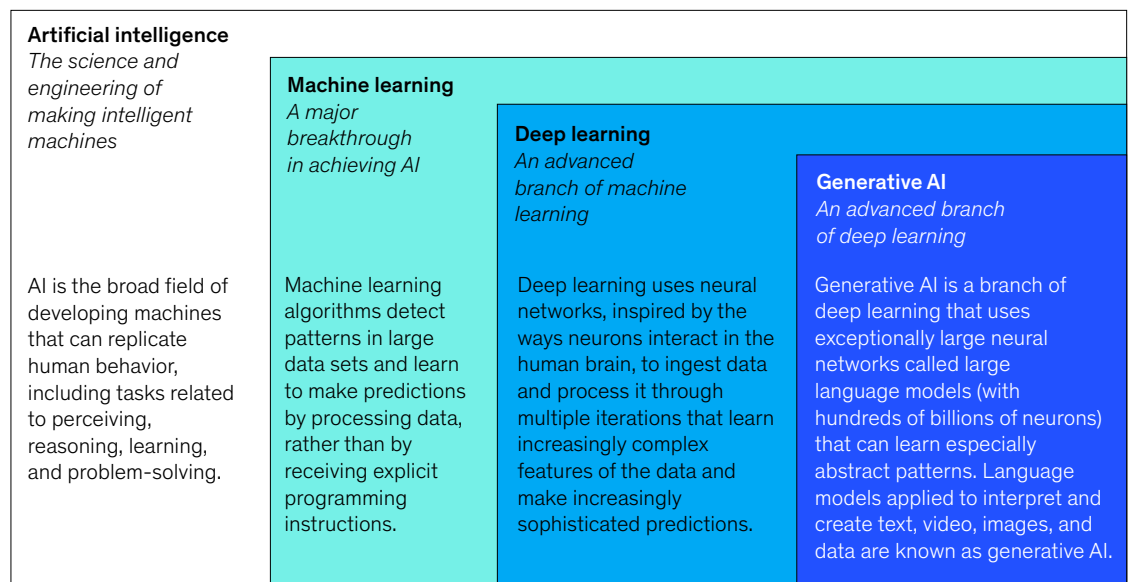 Artificial intelligence
The science and
engineering of
making intelligent
machines
AI is the broad field of
developing machines
that can replicate
human behavior,
including tasks related
to perceiving,
reasoning, learning,
and problem-solving.
Machine learning
A major
breakthrough
in achieving AI
Machine learning
algorithms detect
patterns in large
data sets and learn
to make predictions
by processing data,
rather than by
receiving explicit
programming
instructions.
Deep learning
An advanced
branch of machine
learning
Deep learning uses neural
networks, inspired by the
ways neurons interact in the
human brain, to ingest data
and process it through
multiple iterations that learn
increasingly complex
features of the data and
make increasingly
sophisticated predictions.
Generative AI
An advanced branch
of deep learning
Generative AI is a branch of
deep learning that uses
exceptionally large neural
networks called large
language models (with
hundreds of billions of neurons)
that can learn especially
abstract patterns. Language
models applied to interpret and
create text, video, images, and
data are known as generative AI.